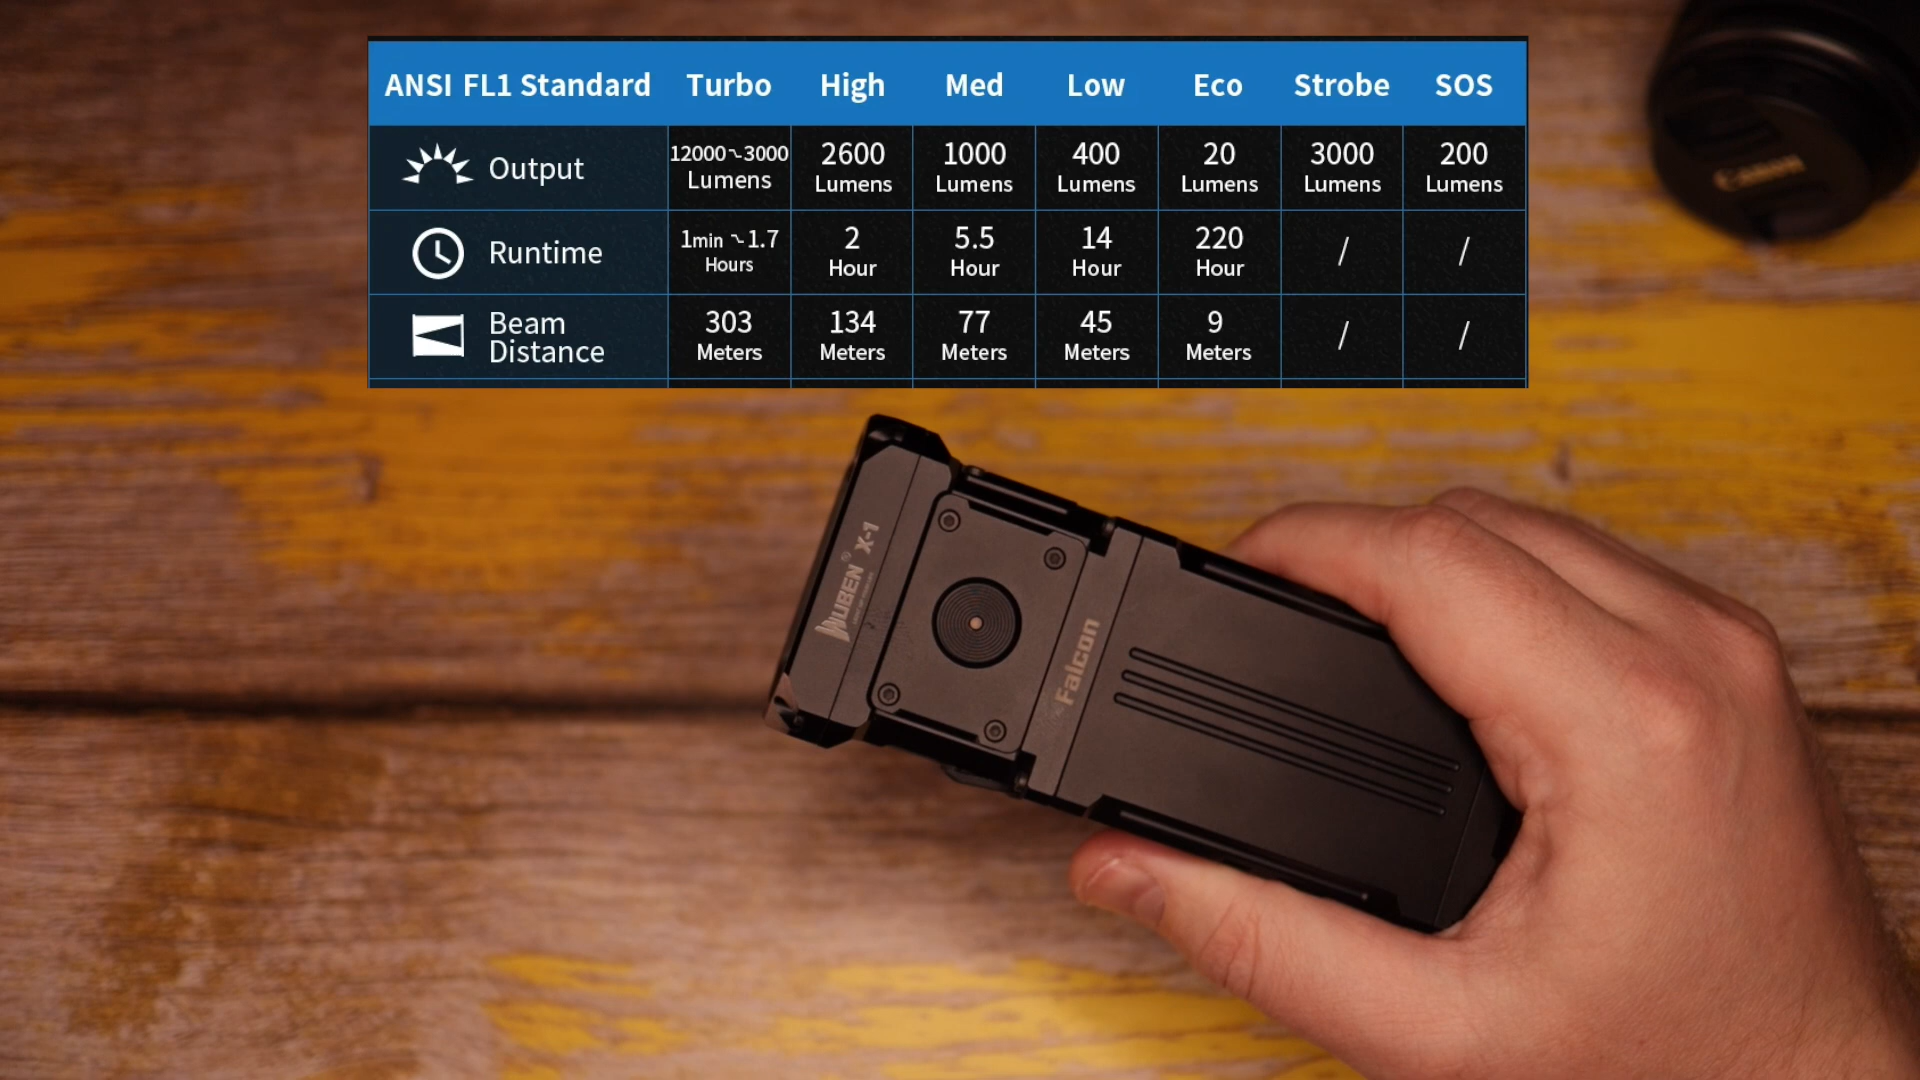 ANSI FL1 Standard Turbo High Med Low Eco Strobe SOS
Output 12000~3000 Lumens 2600 Lumens 1000 Lumens 400 Lumens 20 Lumens 3000 Lumens 200 Lumens
Runtime 1min ~1.7 Hours 2 Hour 5.5 Hour 14 Hour 220 Hour / /
Beam Distance 303 Meters 134 Meters 77 Meters 45 Meters 9 Meters / /
Canon
WUBEN® X-1
Falcon